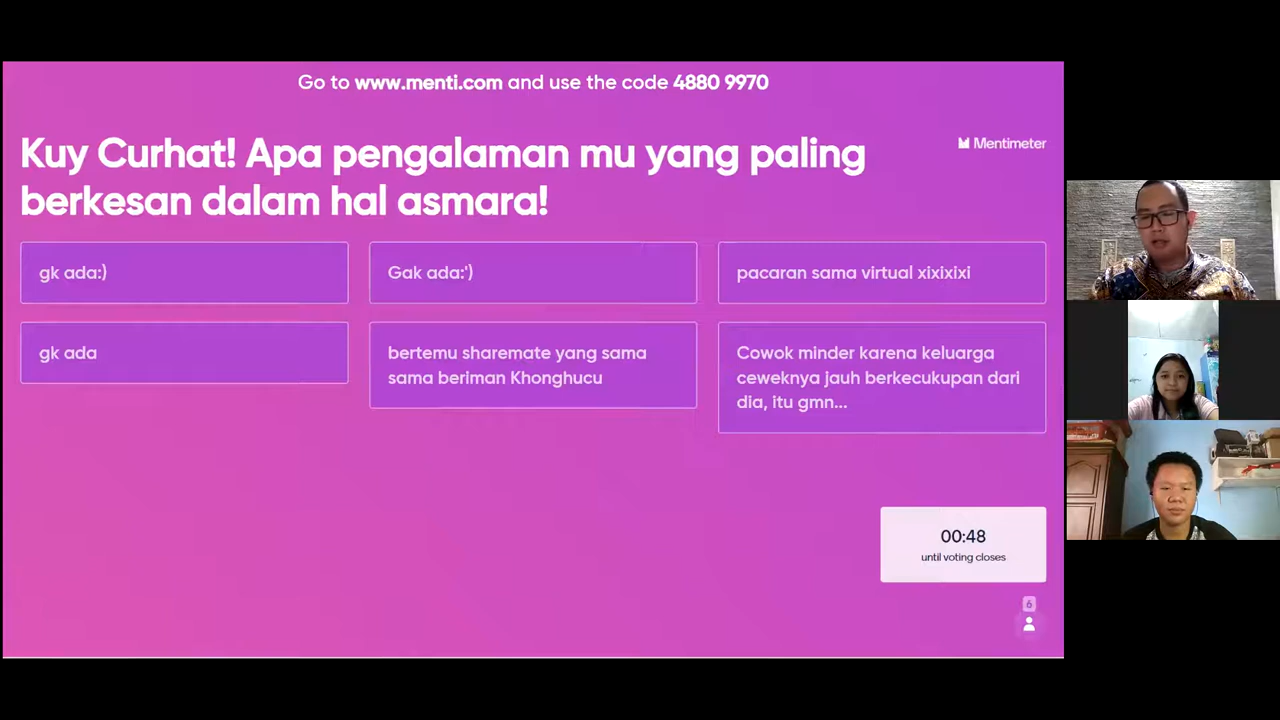 Go to www.menti.com and use the code 4880 9970
Kuy Curhat! Apa pengalaman mu yang paling
berkesan dalam hal asmara!
Mentimeter
gk ada:)
Gak ada:')
pacaran sama virtual xixixixi
gk ada
bertemu sharemate yang sama
sama beriman Khonghucu
Cowok minder karena keluarga
ceweknya jauh berkecukupan dari
dia, itu gmn...
00:48
until voting closes
6